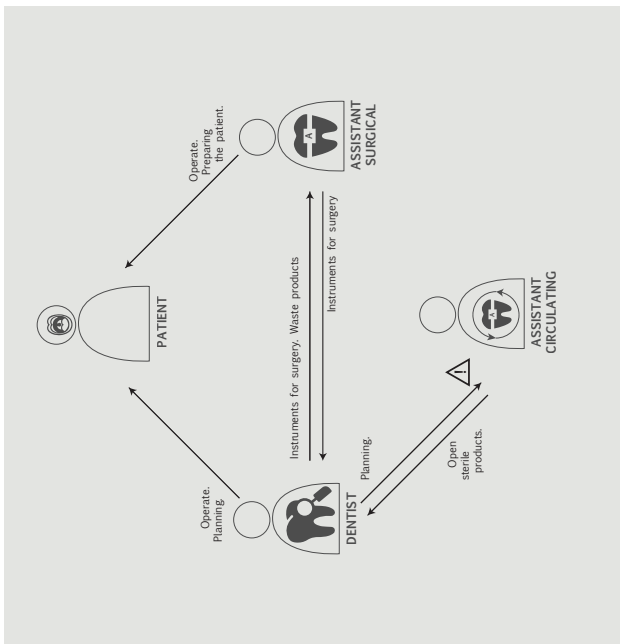 Operate.
Planning.
DENTIST
PATIENT
Operate.
Preparing
the patient.
A
ASSISTANT
SURGICAL
Instruments for surgery. Waste products
Instruments for surgery
Planning.
Open
sterile
products.
A
ASSISTANT
CIRCULATING